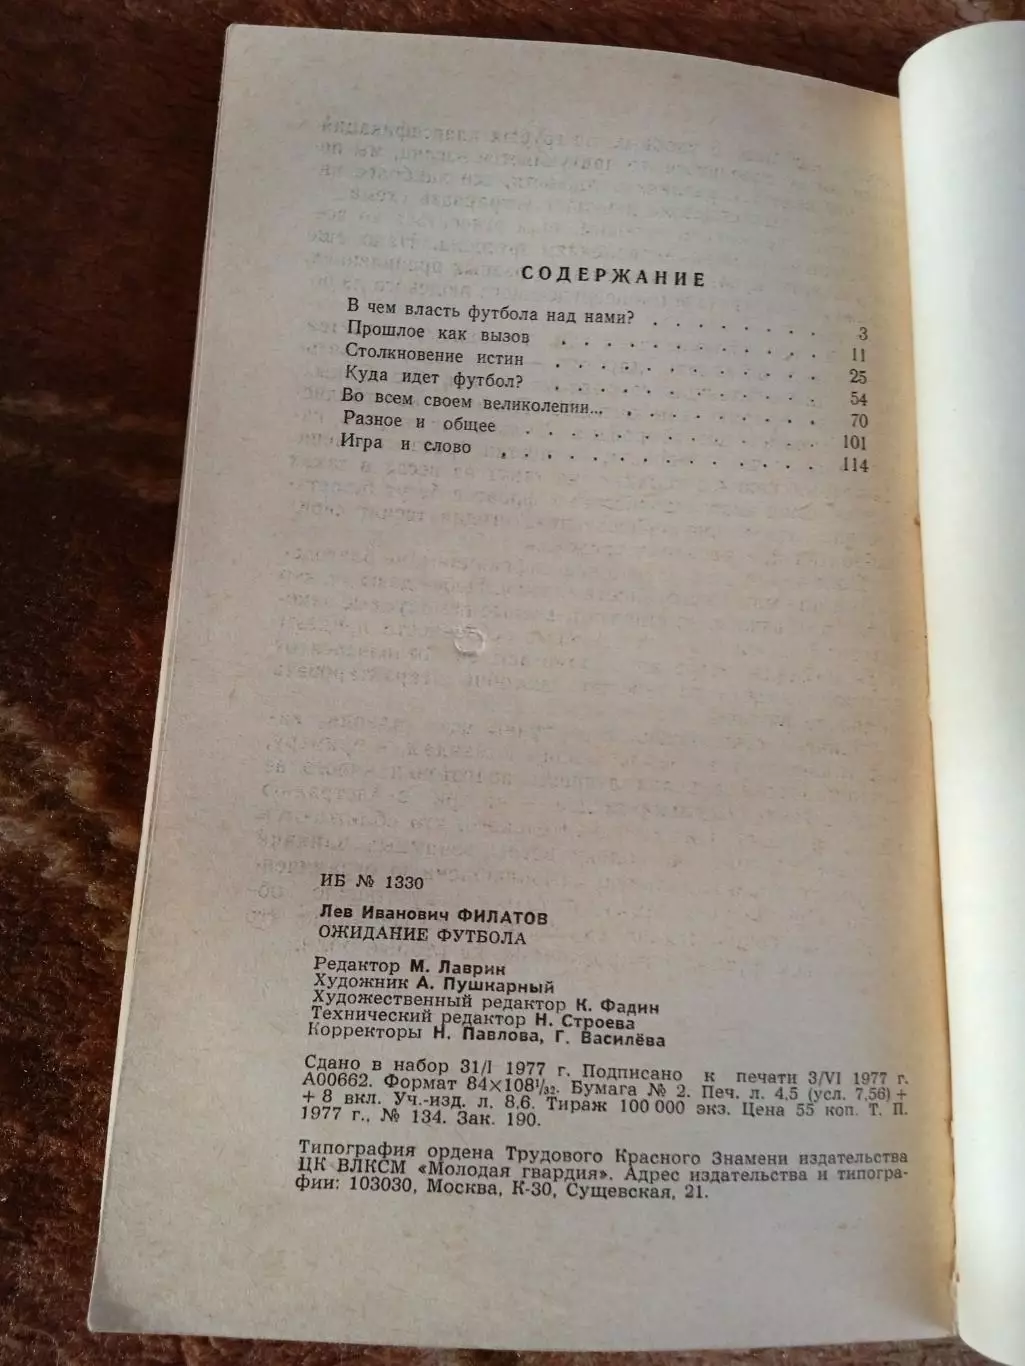 СОДЕРЖАНИЕ
В чем власть футбола над нами? . . . . . . . . 3
Прошлое как вызов . . . . . . . . . . . . 11
Столкновение истин . . . . . . . . . . . . 25
Куда идет футбол? . . . . . . . . . . . . 54
Во всем своем великолепии... . . . . . . . . . 70
Разное и общее . . . . . . . . . . . . . 101
Игра и слово . . . . . . . . . . . . . . 114
ИБ № 1330
Лев Иванович ФИЛАТОВ
ОЖИДАНИЕ ФУТБОЛА
Редактор М. Лаврик
Художник А. Пушкарный
Художественный редактор К. Фадин
Технический редактор Н. Строева
Корректоры Н. Павлова, Г. Василёва
Сдано в набор 31/I 1977 г. Подписано к печати 3/VI 1977 г.
А00662. Формат 84×108¹/₃₂. Бумага № 2. Печ. л. 4,5 (усл. 7,56) +
+ 8 вкл. Уч.-изд. л. 8,6. Тираж 100 000 экз. Цена 55 коп. Т. П.
1977 г., № 134. Зак. 190.
Типография ордена Трудового Красного Знамени издательства
ЦК ВЛКСМ «Молодая гвардия». Адрес издательства и типогра-
фии: 103030, Москва, К-30, Сущевская, 21.